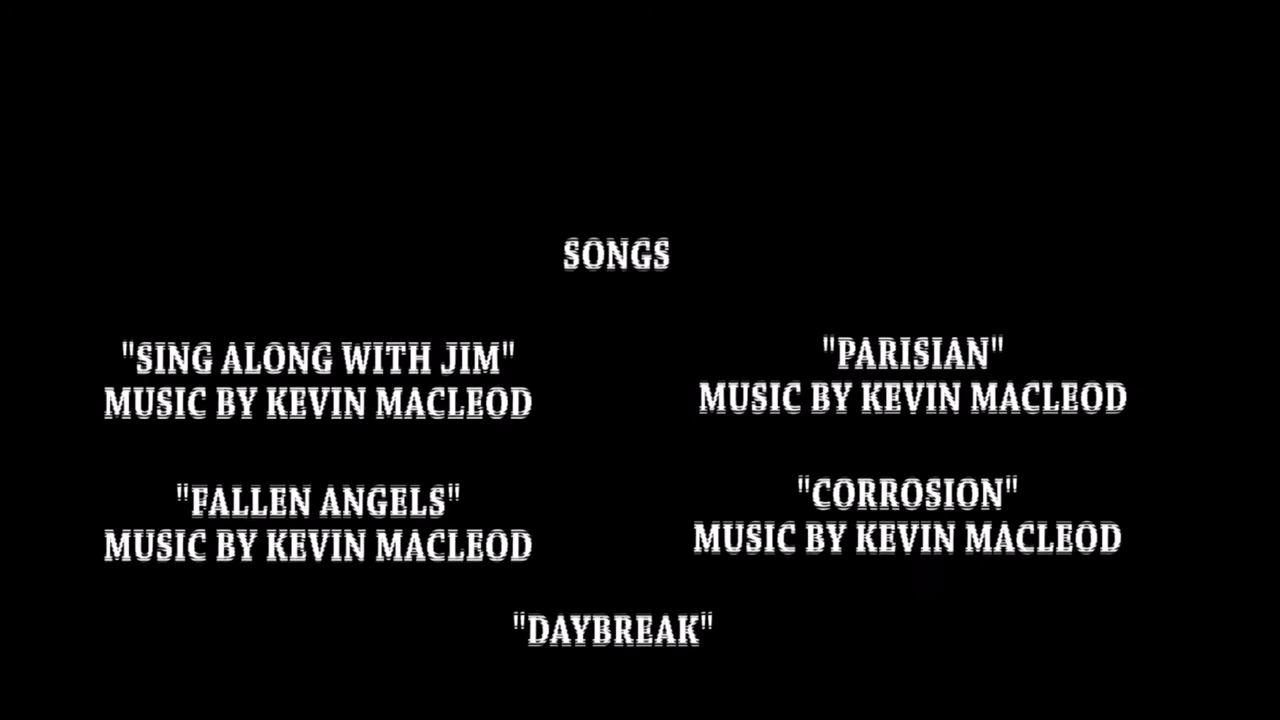 SONGS
"SING ALONG WITH JIM"
MUSIC BY KEVIN MACLEOD
"PARISIAN"
MUSIC BY KEVIN MACLEOD
"FALLEN ANGELS"
MUSIC BY KEVIN MACLEOD
"CORROSION"
MUSIC BY KEVIN MACLEOD
"DAYBREAK"